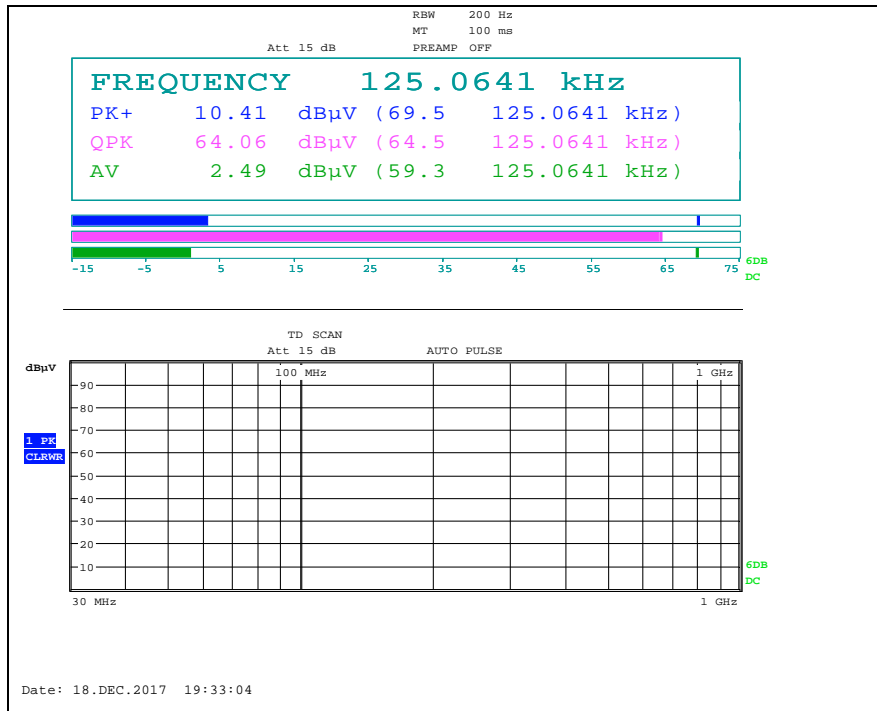 RBW 200 Hz
MT 100 ms
Att 15 dB PREAMP OFF
FREQUENCY 125.0641 kHz
PK+ 10.41 dBµV (69.5 125.0641 kHz)
QPK 64.06 dBµV (64.5 125.0641 kHz)
AV 2.49 dBµV (59.3 125.0641 kHz)
-15 -5 5 15 25 35 45 55 65 75
6DB
DC
TD SCAN
Att 15 dB AUTO PULSE
dBµV
100 MHz 1 GHz
90
80
70
1 PK
CLRWR
60
50
40
30
20
10
6DB
DC
30 MHz 1 GHz
Date: 18.DEC.2017 19:33:04